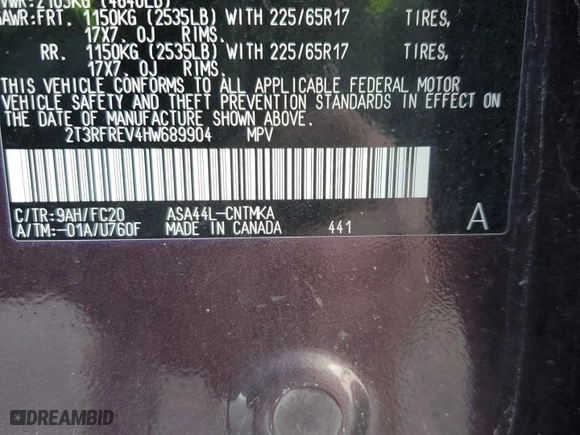 GVWR:2105KG (4640LB)
GAWR:FRT. 1150KG (2535LB) WITH 225/65R17 TIRES,
17X7. 0J RIMS.
RR. 1150KG (2535LB) WITH 225/65R17 TIRES,
17X7. 0J RIMS.
THIS VEHICLE CONFORMS TO ALL APPLICABLE FEDERAL MOTOR
VEHICLE SAFETY AND THEFT PREVENTION STANDARDS IN EFFECT ON
THE DATE OF MANUFACTURE SHOWN ABOVE.
2T3RFREV4HW689904 MPV
C/TR:9AH/FC20 ASA44L-CNTMKA A
A/TM:-01A/U760F MADE IN CANADA 441
DREAMBID